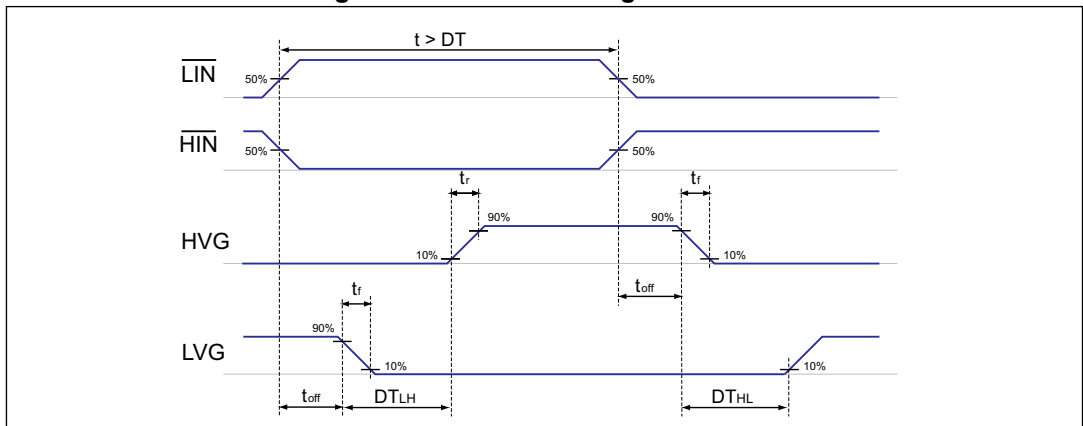 t > DT
LIN
50%
50%
HIN
50%
50%
tr
tf
HVG
90%
90%
10%
10%
tf
toff
LVG
90%
10%
10%
toff
DTLH
DTHL